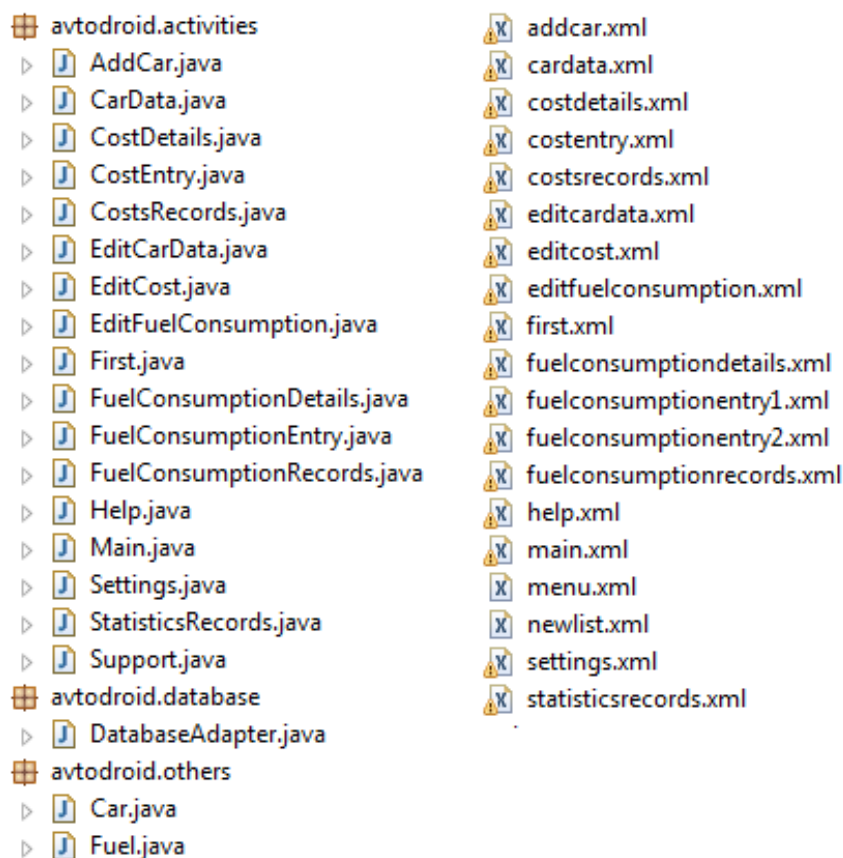 avtodroid.activities
AddCar.java
CarData.java
CostDetails.java
CostEntry.java
CostsRecords.java
EditCarData.java
EditCost.java
EditFuelConsumption.java
First.java
FuelConsumptionDetails.java
FuelConsumptionEntry.java
FuelConsumptionRecords.java
Help.java
Main.java
Settings.java
StatisticsRecords.java
Support.java
avtodroid.database
DatabaseAdapter.java
avtodroid.others
Car.java
Fuel.java
addcar.xml
cardata.xml
costdetails.xml
costentry.xml
costsrecords.xml
editcardata.xml
editcost.xml
editfuelconsumption.xml
first.xml
fuelconsumptiondetails.xml
fuelconsumptionentry1.xml
fuelconsumptionentry2.xml
fuelconsumptionrecords.xml
help.xml
main.xml
menu.xml
newlist.xml
settings.xml
statisticsrecords.xml